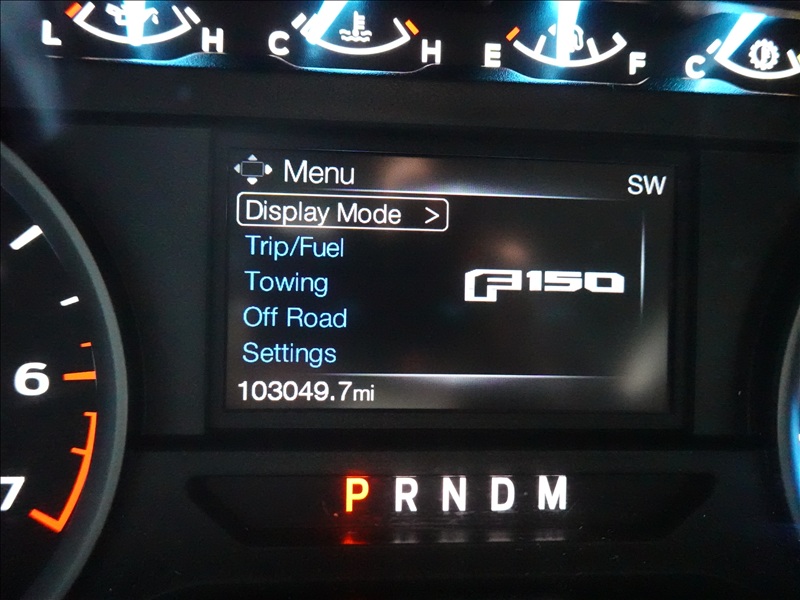 L H C H E F C
Menu
SW
Display Mode >
Trip/Fuel
Towing
F150
Off Road
Settings
103049.7mi
6
7
P R N D M